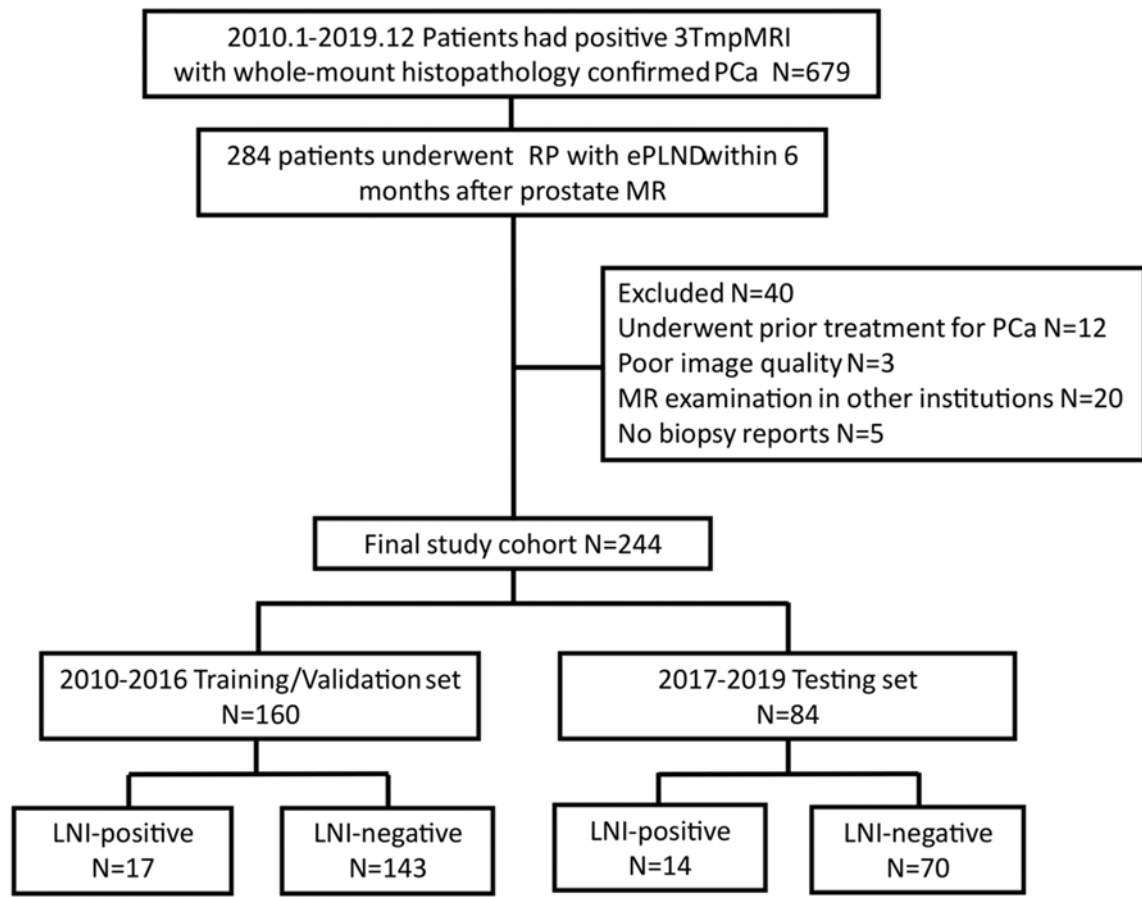 2010.1-2019.12 Patients had positive 3TmpMRI
with whole-mount histopathology confirmed PCa N=679
284 patients underwent RP with ePLNDwithin 6
months after prostate MR
Excluded N=40
Underwent prior treatment for PCa N=12
Poor image quality N=3
MR examination in other institutions N=20
No biopsy reports N=5
Final study cohort N=244
2010-2016 Training/Validation set
N=160
2017-2019 Testing set
N=84
LNI-positive
N=17
LNI-negative
N=143
LNI-positive
N=14
LNI-negative
N=70